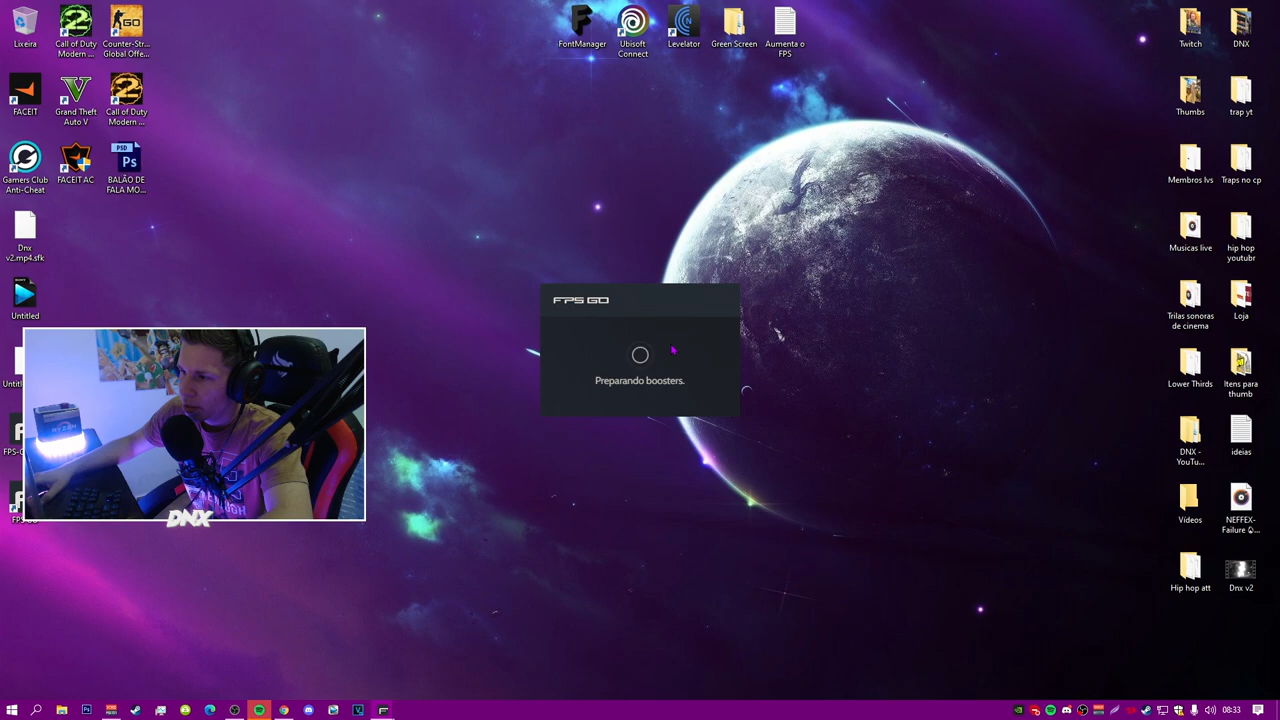 Lixeira
Call of Duty
Modern ...
Counter-Str...
Global Offe...
FontManager
Ubisoft
Connect
Levelator
Green Screen
Aumenta o
FPS
Twitch
DNX
FACEIT
Grand Theft
Auto V
Call of Duty
Modern ...
Thumbs
trap yt
Gamers Club
Anti-Cheat
FACEIT AC
PSD
Ps
BALÃO DE
FALA MO...
Membros lvs
Traps no cp
Dnx
v2.mp4.sfk
Musicas live
hip hop
youtubr
Untitled
FPS GO
Preparando boosters.
Trilas sonoras
de cinema
Loja
RYZEN
Lower Thirds
Itens para
thumb
DNX -
YouTu...
ideias
DNX
Vídeos
NEFFEX-
Failure
Hip hop att
Dnx v2
08:33